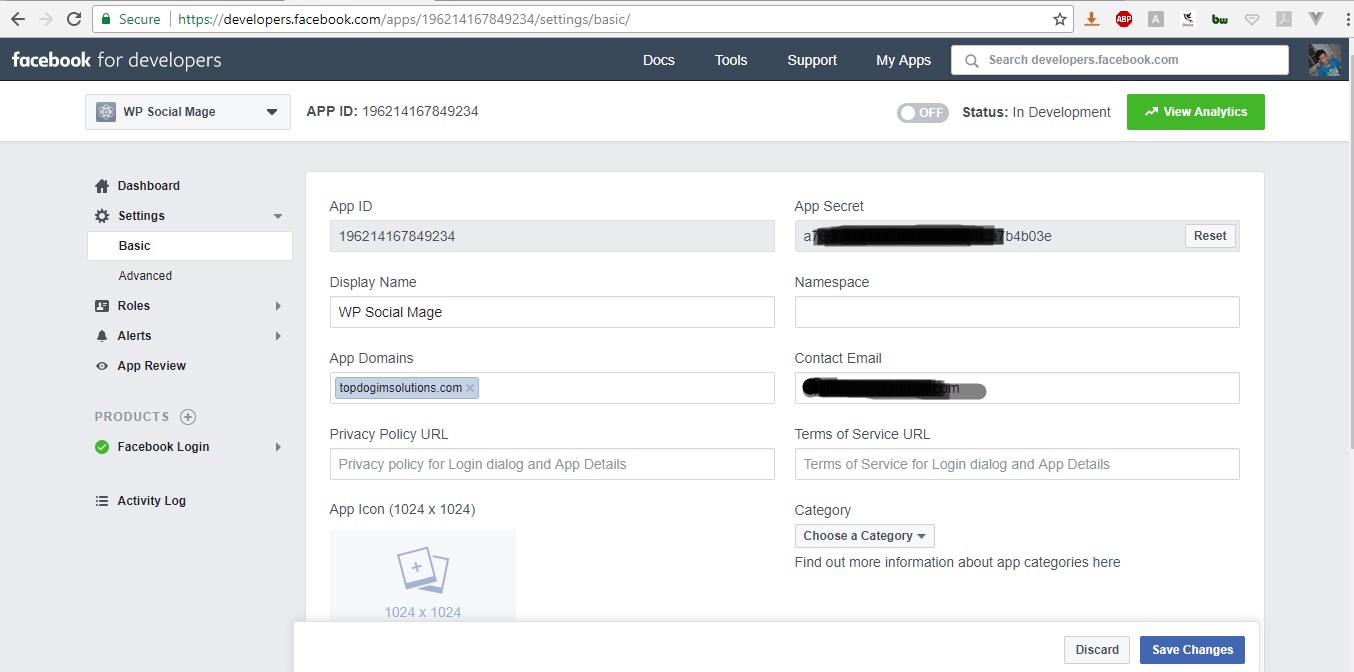 Secure https://developers.facebook.com/apps/196214167849234/settings/basic/
ABP A bw
facebook for developers Docs Tools Support My Apps Search developers.facebook.com
WP Social Mage APP ID: 196214167849234 OFF Status: In Development View Analytics
Dashboard
Settings
Basic
Advanced
Roles
Alerts
App Review
PRODUCTS
Facebook Login
Activity Log
App ID App Secret
196214167849234 a7b4b03e Reset
Display Name Namespace
WP Social Mage
App Domains Contact Email
topdogimsolutions.com × om
Privacy Policy URL Terms of Service URL
Privacy policy for Login dialog and App Details Terms of Service for Login dialog and App Details
App Icon (1024 x 1024) Category
Choose a Category
Find out more information about app categories here
1024 x 1024
Discard Save Changes